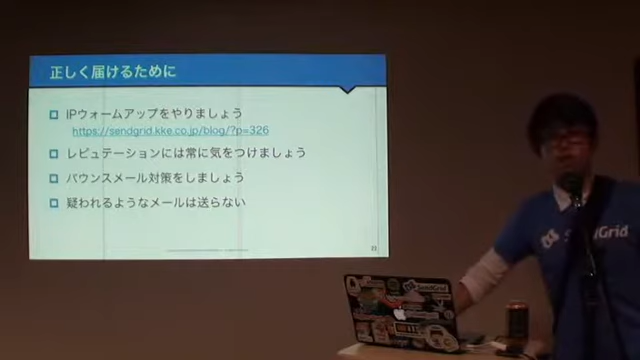 正しく届けるために
IPウォームアップをやりましょう
https://sendgrid.kke.co.jp/blog/?p=326
レピュテーションには常に気をつけましょう
バウンスメール対策をしましょう
疑われるようなメールは送らない
SendGrid
SendGrid